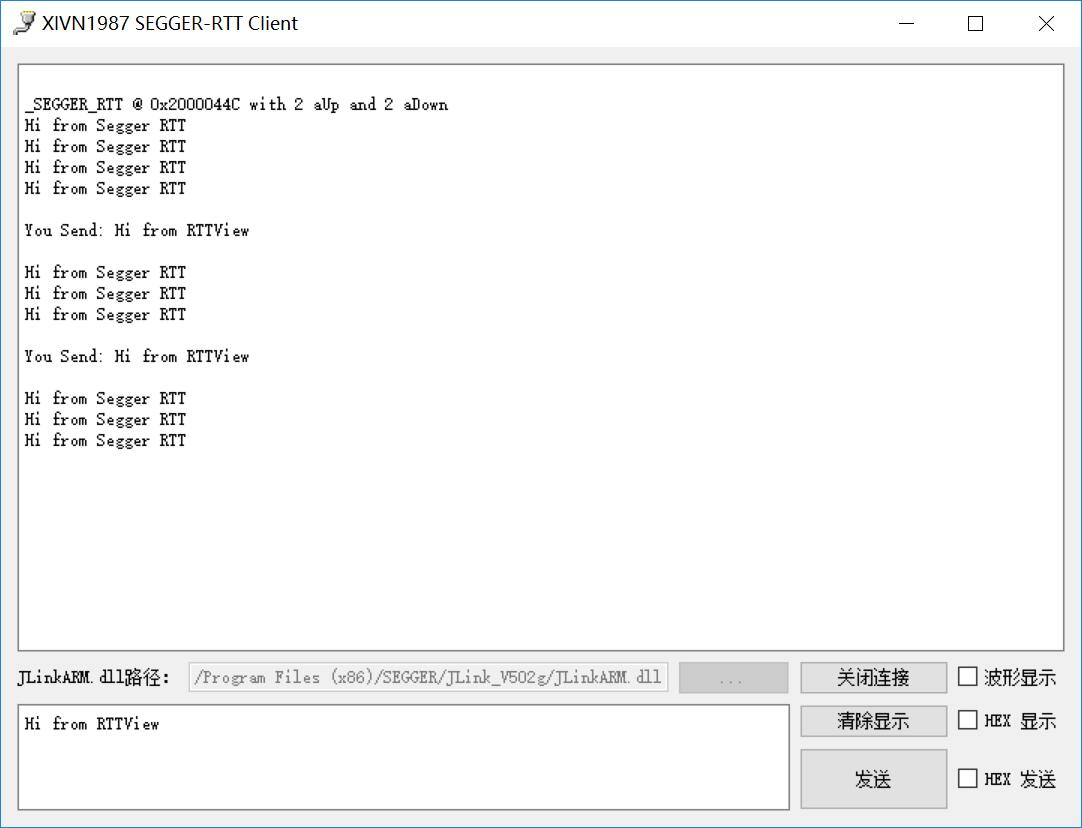 XIVN1987 SEGGER-RTT Client
_SEGGER_RTT @ 0x2000044C with 2 aUp and 2 aDown
Hi from Segger RTT
Hi from Segger RTT
Hi from Segger RTT
Hi from Segger RTT
You Send: Hi from RTTView
Hi from Segger RTT
Hi from Segger RTT
Hi from Segger RTT
You Send: Hi from RTTView
Hi from Segger RTT
Hi from Segger RTT
Hi from Segger RTT
JLinkARM.dll路径： /Program Files (x86)/SEGGER/JLink_V502g/JLinkARM.dll ... 关闭连接 波形显示
Hi from RTTView 清除显示 HEX 显示
发送 HEX 发送